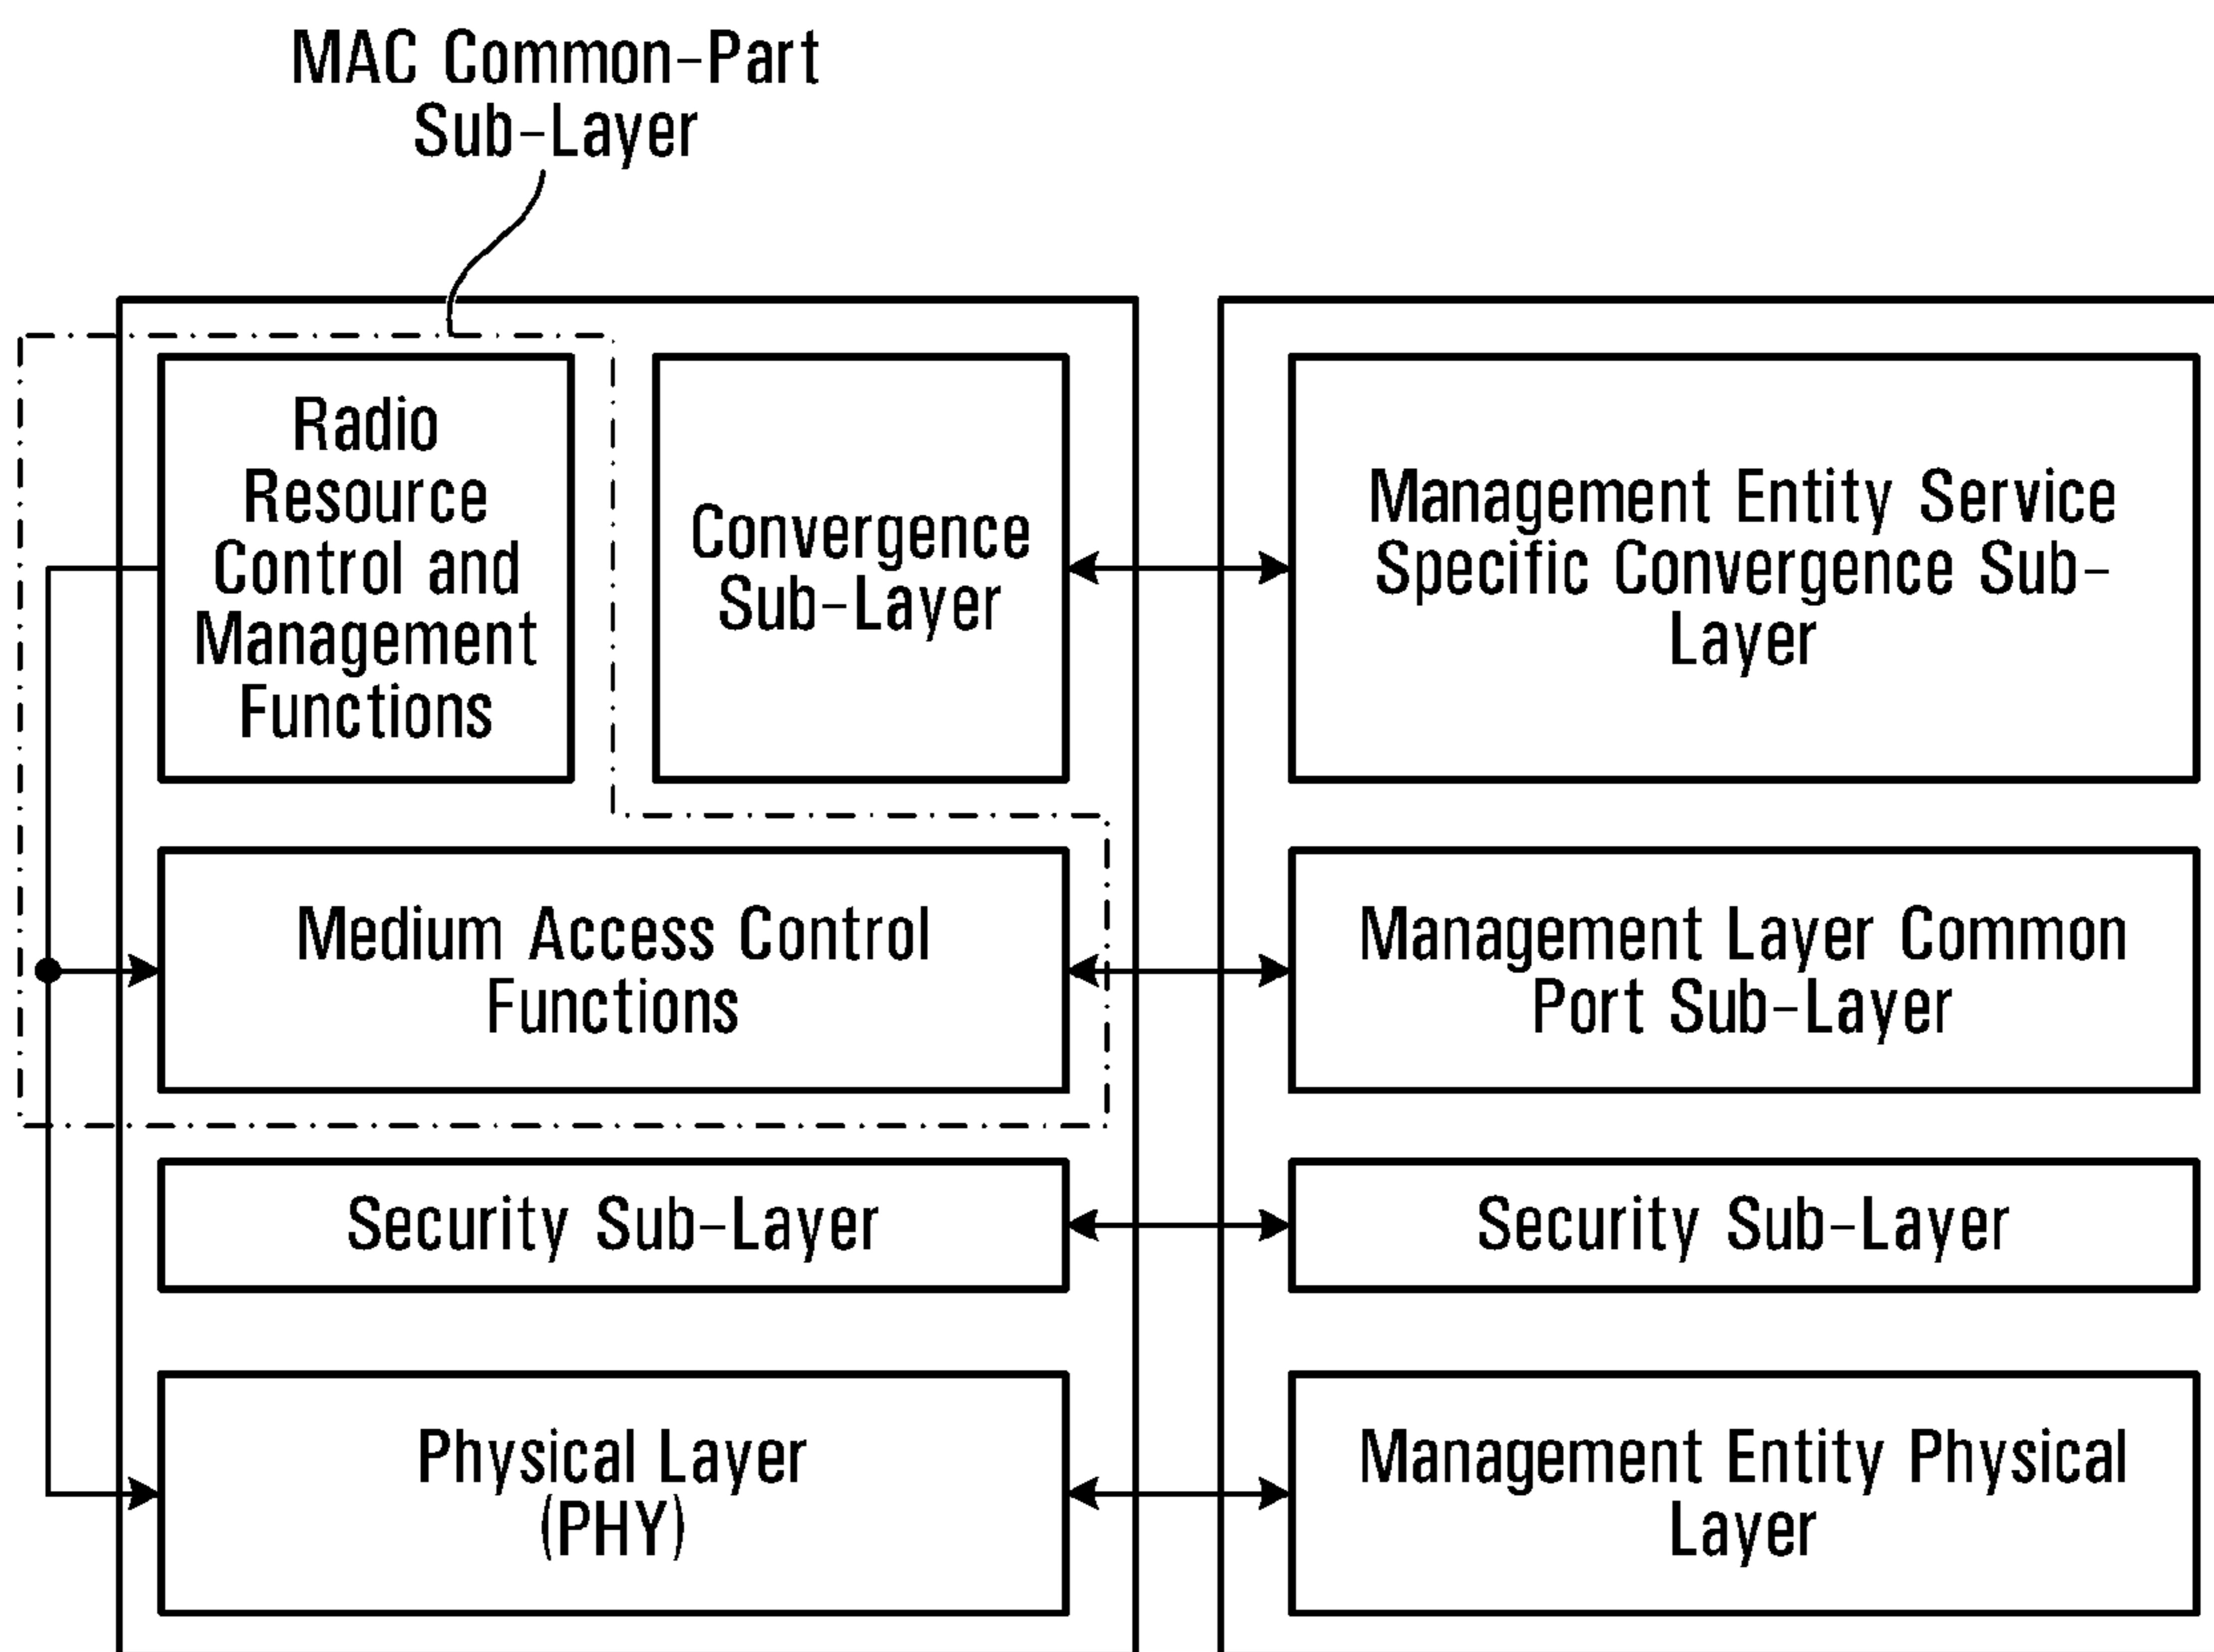 MAC Common-Part
Sub-Layer
Radio
Resource
Control and
Management
Functions
Convergence
Sub-Layer
Management Entity Service
Specific Convergence Sub-
Layer
Medium Access Control
Functions
Management Layer Common
Port Sub-Layer
Security Sub-Layer
Security Sub-Layer
Physical Layer
(PHY)
Management Entity Physical
Layer